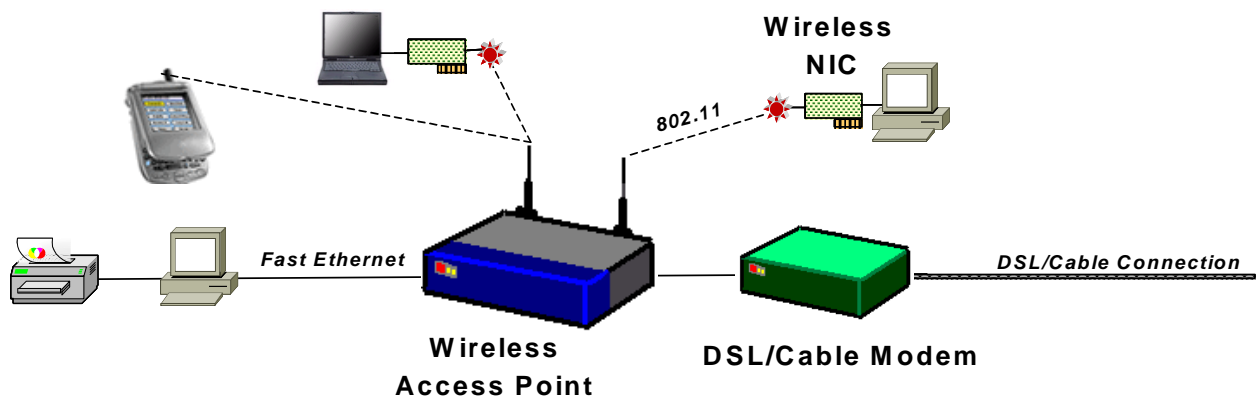 Wireless
NIC
802.11
Fast Ethernet
DSL/Cable Connection
Wireless
Access Point
DSL/Cable Modem